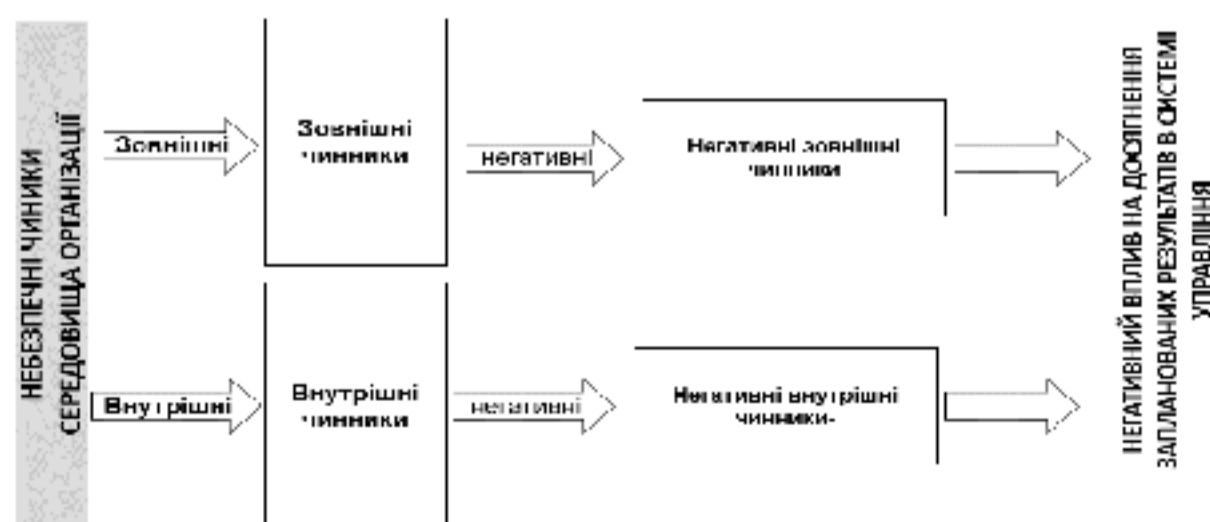 НЕБЕЗПЕЧНІ ЧИННИКИ
СЕРЕДОВИЩА ОРГАНІЗАЦІЇ
Зовнішні
Зовнішні
чинники
негативні
Негативні зовнішні
чинники
Внутрішні
Внутрішні
чинники
негативні
Негативні внутрішні
чинники-
НЕГАТИВНИЙ ВПЛИВ НА ДОСЯГНЕННЯ
ЗАПЛАНОВАНИХ РЕЗУЛЬТАТІВ В СИСТЕМІ
УПРАВЛІННЯ